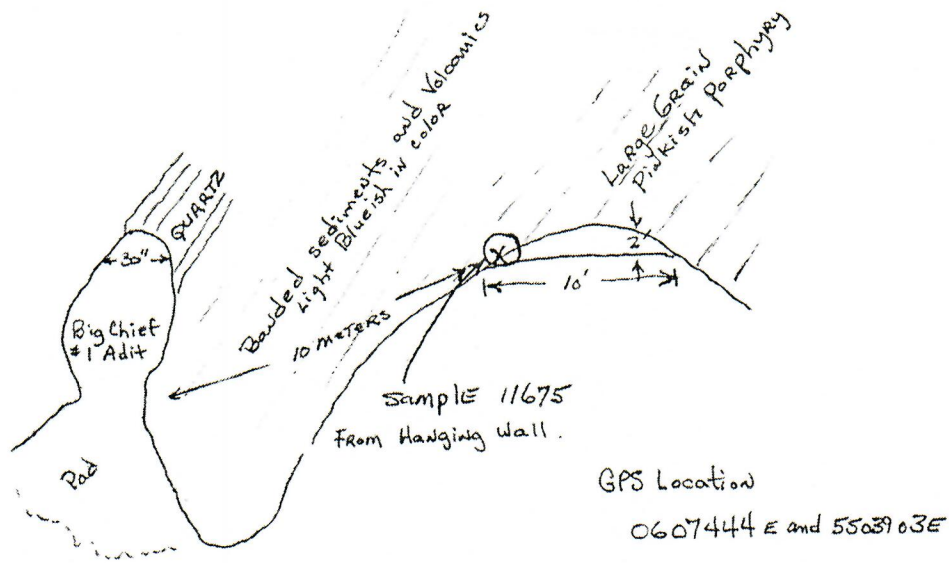 QUARTZ
30"
Big Chief
#1 Adit
Pad
Banded sediments and Volcanics
Light Blueish in color
10 METERS
Large Grain
Pinkish Porphyry
2'
X
10'
Sample 11675
From Hanging Wall.
GPS Location
0607444 E and 5503903E